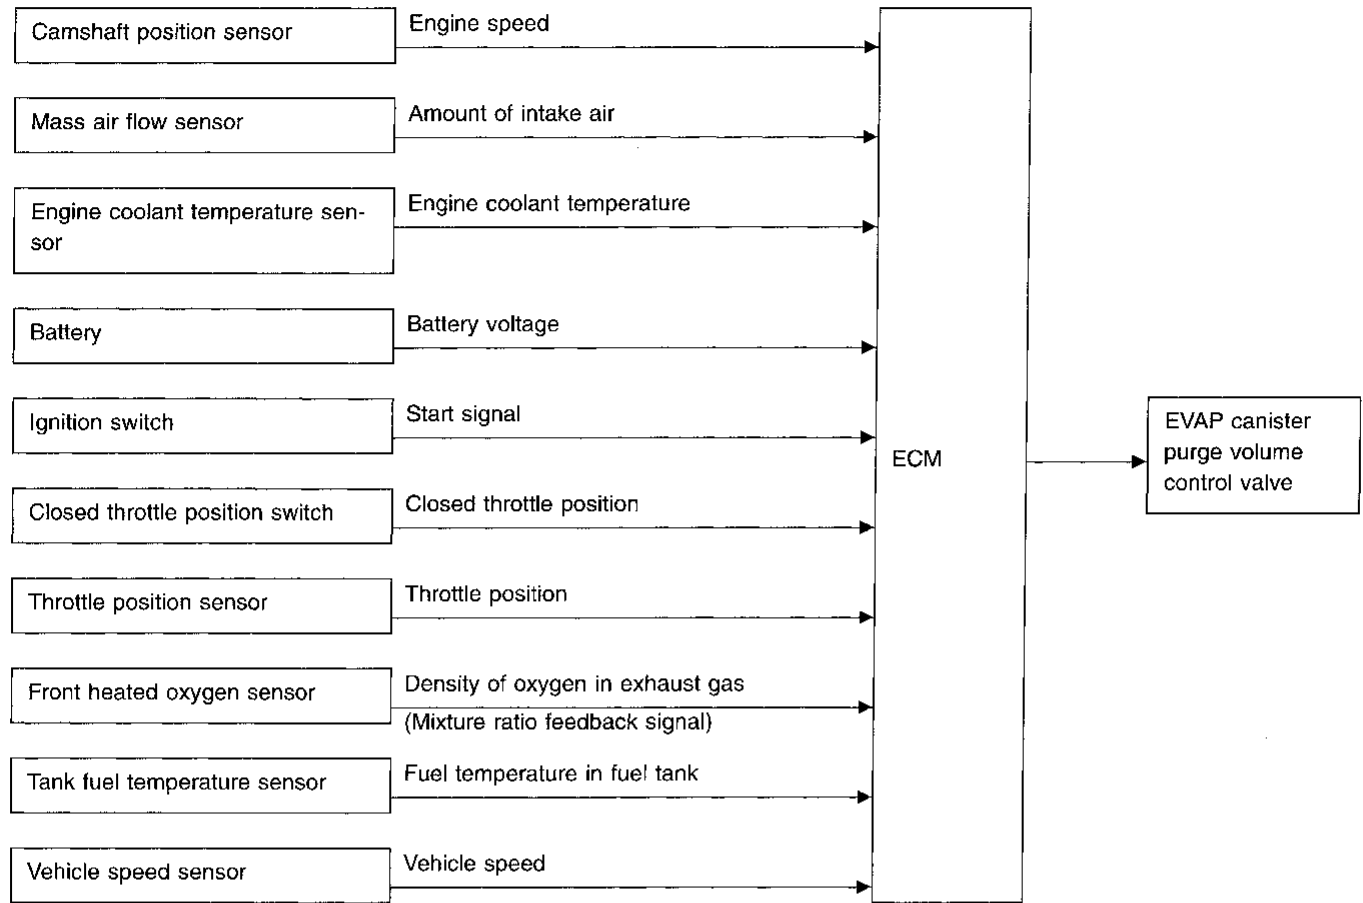 Camshaft position sensor
Engine speed
Mass air flow sensor
Amount of intake air
Engine coolant temperature sen-
sor
Engine coolant temperature
Battery
Battery voltage
Ignition switch
Start signal
Closed throttle position switch
Closed throttle position
Throttle position sensor
Throttle position
Front heated oxygen sensor
Density of oxygen in exhaust gas
(Mixture ratio feedback signal)
Tank fuel temperature sensor
Fuel temperature in fuel tank
Vehicle speed sensor
Vehicle speed
ECM
EVAP canister
purge volume
control valve